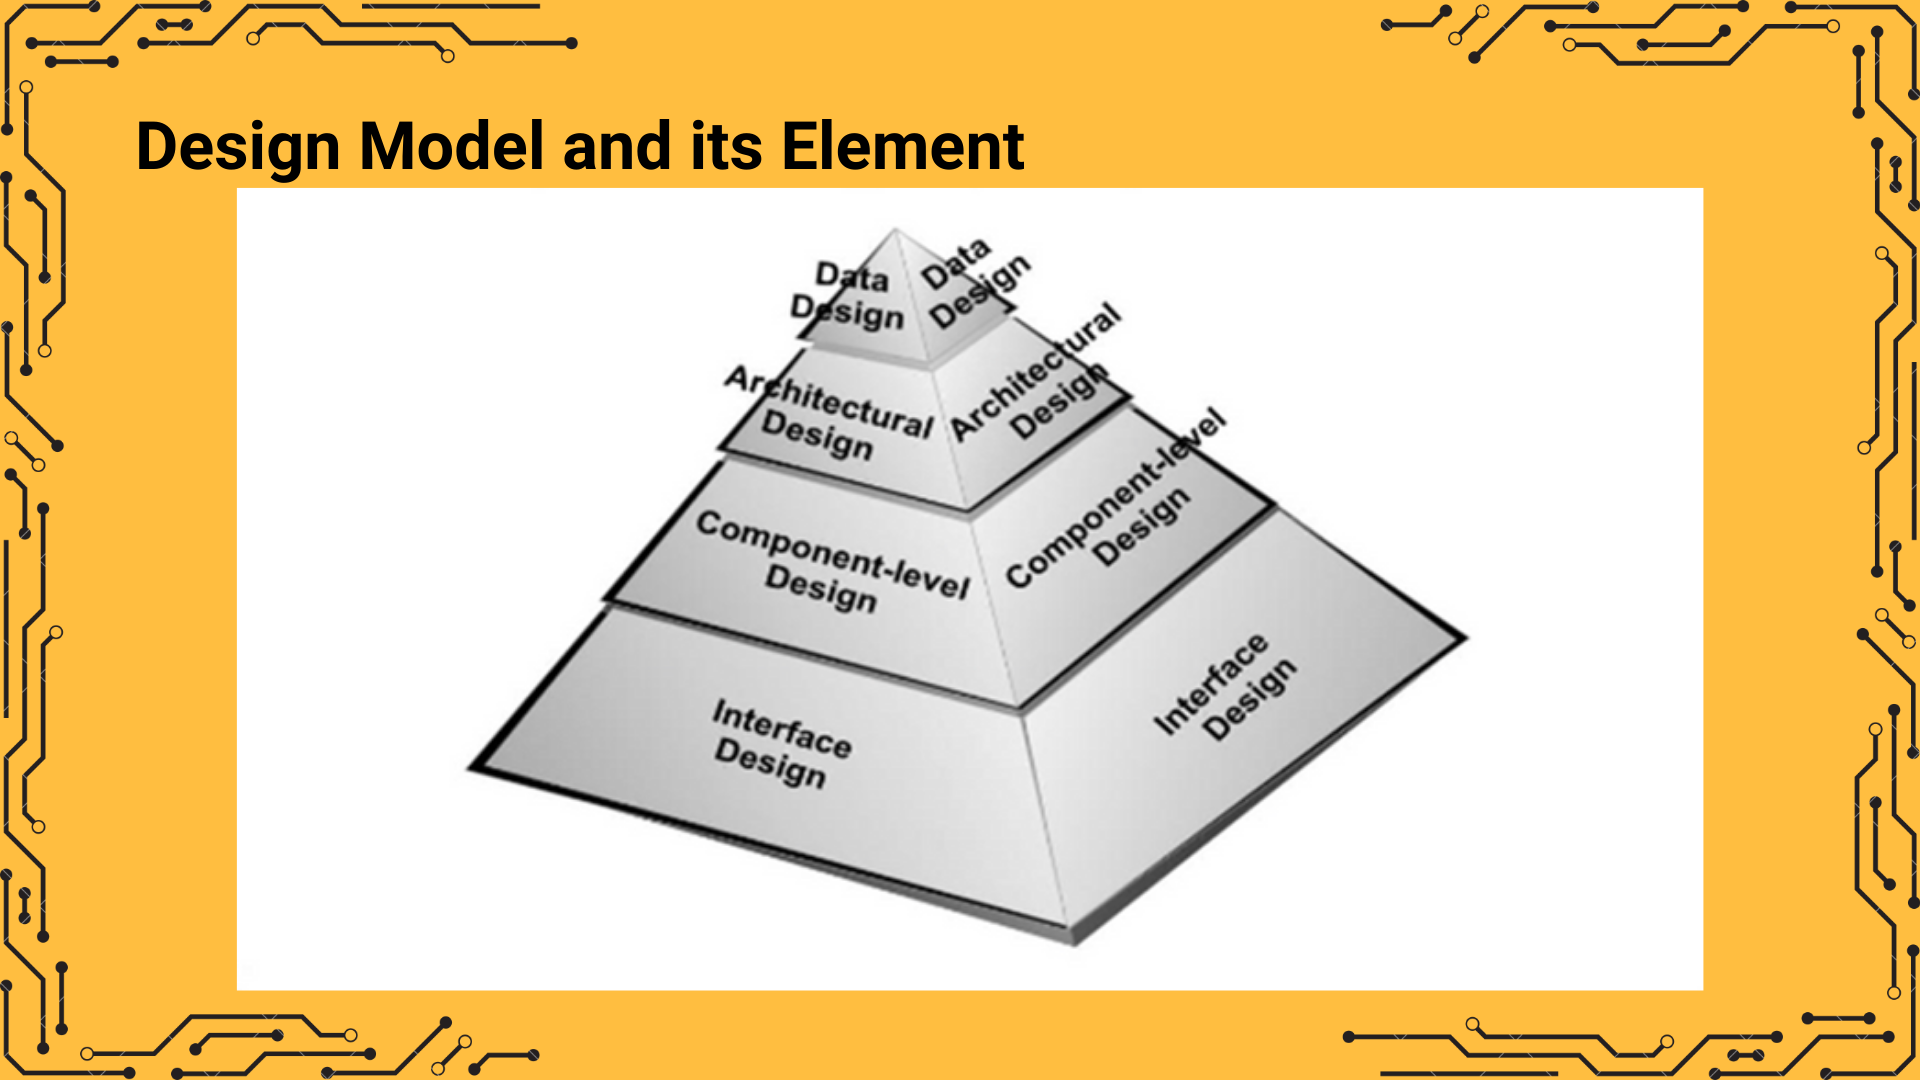 Design Model and its Element
Data
Design
Data
Design
Architectural
Design
Architectural
Design
Component-level
Design
Component-level
Design
Interface
Design
Interface
Design